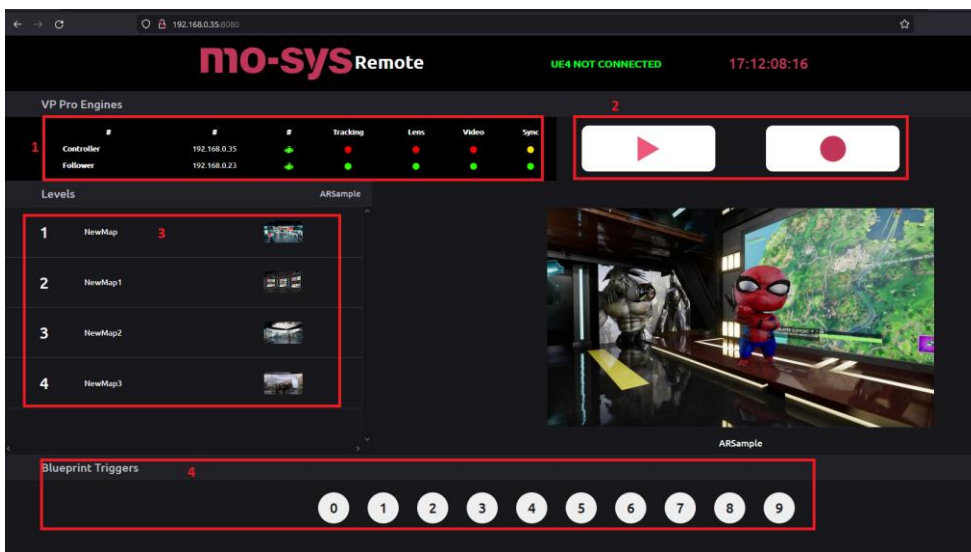 192.168.0.35:8080
mo-sys Remote
UE4 NOT CONNECTED
17:12:08:16
VP Pro Engines
2
1
# # # Tracking Lens Video Sync
Controller 192.168.0.35
Follower 192.168.0.23
Levels ARSample
1 NewMap 3
2 NewMap1
3 NewMap2
4 NewMap3
ARSample
Blueprint Triggers 4
0 1 2 3 4 5 6 7 8 9